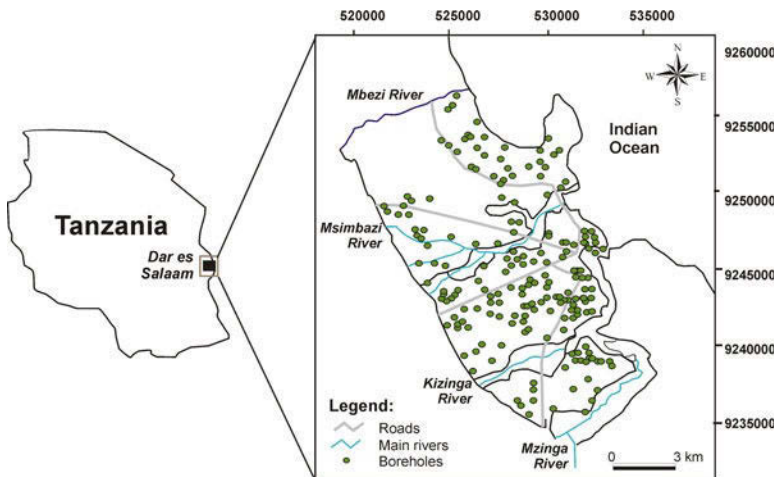 520000 525000 530000 535000
9260000
N
W E
S
Mbezi River
Indian
Ocean
9255000
9250000
Tanzania
Msimbazi
River
Dar es
Salaam
9245000
9240000
Kizinga
River
Legend:
Roads
Main rivers
Boreholes
9235000
Mzinga
River
0 3 km